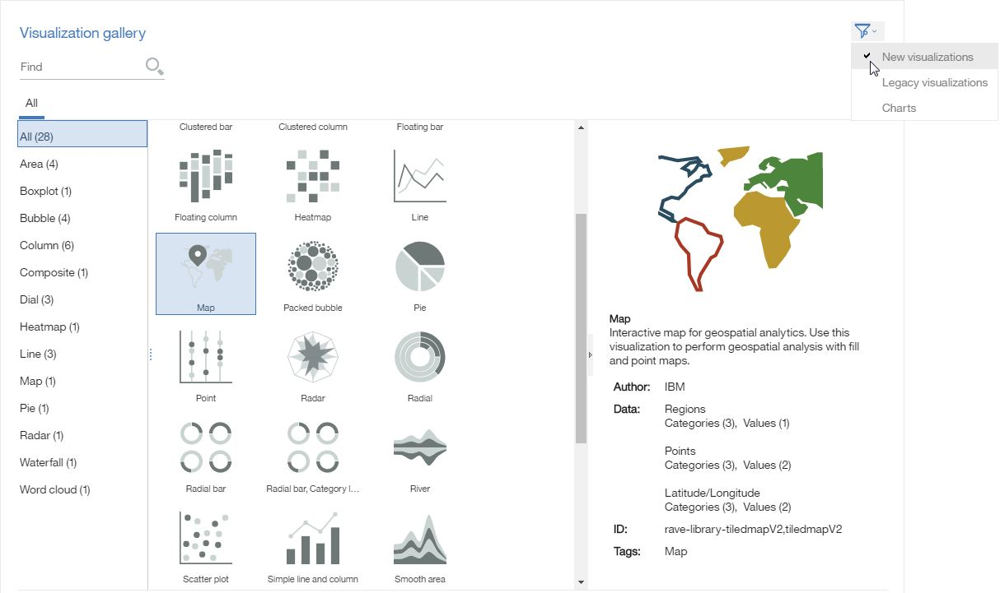 Visualization gallery
Find
New visualizations
Legacy visualizations
Charts
All
All (28)
Area (4)
Boxplot (1)
Bubble (4)
Column (6)
Composite (1)
Dial (3)
Heatmap (1)
Line (3)
Map (1)
Pie (1)
Radar (1)
Waterfall (1)
Word cloud (1)
Clustered bar
Clustered column
Floating bar
Floating column
Heatmap
Line
Map
Packed bubble
Pie
Point
Radar
Radial
Radial bar
Radial bar, Category l...
River
Scatter plot
Simple line and column
Smooth area
Map
Interactive map for geospatial analytics. Use this
visualization to perform geospatial analysis with fill
and point maps.
Author: IBM
Data: Regions
Categories (3), Values (1)
Points
Categories (3), Values (2)
Latitude/Longitude
Categories (3), Values (2)
ID: rave-library-tiledmapV2,tiledmapV2
Tags: Map